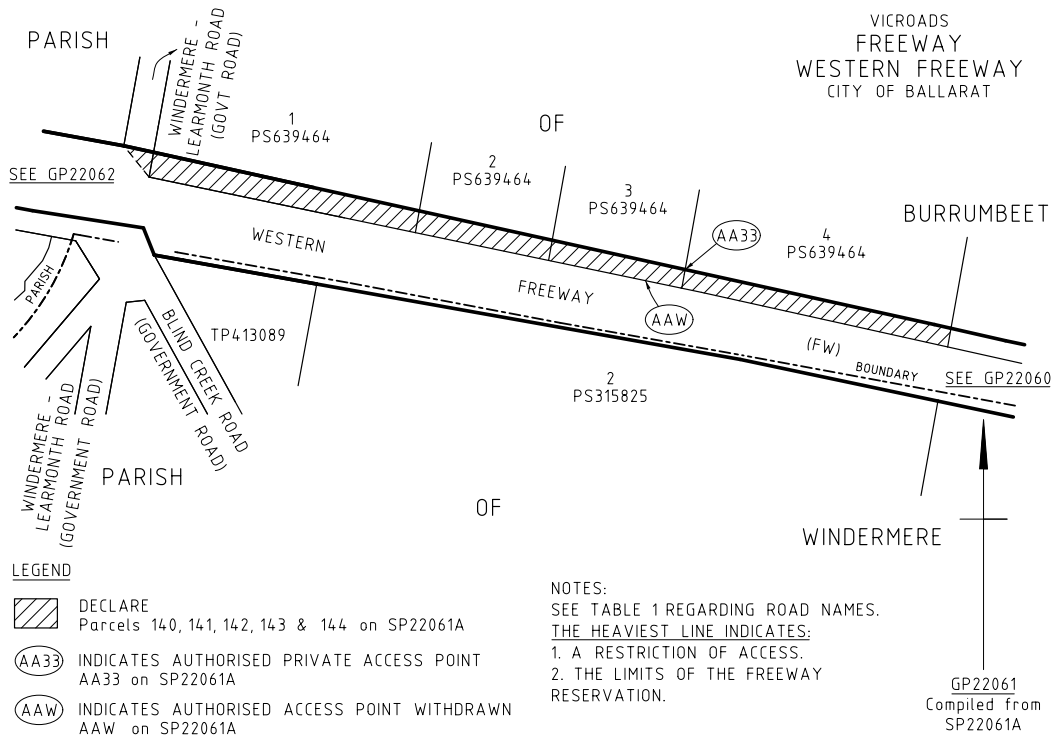 VICROADS
FREEWAY
WESTERN FREEWAY
CITY OF BALLARAT
PARISH
OF
BURRUMBEET
WINDERMERE -
LEARMONTH ROAD
(GOVT ROAD)
1
PS639464
2
PS639464
3
PS639464
4
PS639464
SEE GP22062
AA33
WESTERN
FREEWAY
(FW)
AAW
BOUNDARY
SEE GP22060
PARISH
TP413089
2
PS315825
BLIND CREEK ROAD
(GOVERNMENT ROAD)
WINDERMERE -
LEARMONTH ROAD
(GOVERNMENT ROAD)
PARISH
OF
WINDERMERE
LEGEND
DECLARE
Parcels 140, 141, 142, 143 & 144 on SP22061A
AA33
INDICATES AUTHORISED PRIVATE ACCESS POINT
AA33 on SP22061A
AAW
INDICATES AUTHORISED ACCESS POINT WITHDRAWN
AAW on SP22061A
NOTES:
SEE TABLE 1 REGARDING ROAD NAMES.
THE HEAVIEST LINE INDICATES:
1. A RESTRICTION OF ACCESS.
2. THE LIMITS OF THE FREEWAY
RESERVATION.
GP22061
Compiled from
SP22061A